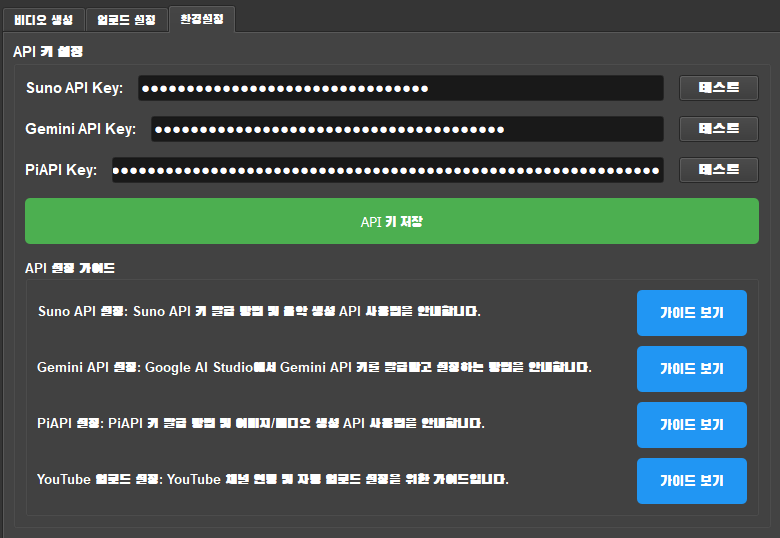 비디오 생성 업로드 설정 환경설정
API 키 설정
Suno API Key: ●●●●●●●●●●●●●●●●●●●●●●●●●●●●●●●● 테스트
Gemini API Key: ●●●●●●●●●●●●●●●●●●●●●●●●●●●●●●●●●●●●●●● 테스트
PiAPI Key: ●●●●●●●●●●●●●●●●●●●●●●●●●●●●●●●●●●●●●●●●●●●●●●●●●●●●●●●●●●●●● 테스트
API 키 저장
API 설정 가이드
Suno API 설정: Suno API 키 발급 방법 및 음악 생성 API 사용법을 안내합니다. 가이드 보기
Gemini API 설정: Google AI Studio에서 Gemini API 키를 발급받고 설정하는 방법을 안내합니다. 가이드 보기
PiAPI 설정: PiAPI 키 발급 방법 및 이미지/비디오 생성 API 사용법을 안내합니다. 가이드 보기
YouTube 업로드 설정: YouTube 채널 연동 및 자동 업로드 설정을 위한 가이드입니다. 가이드 보기